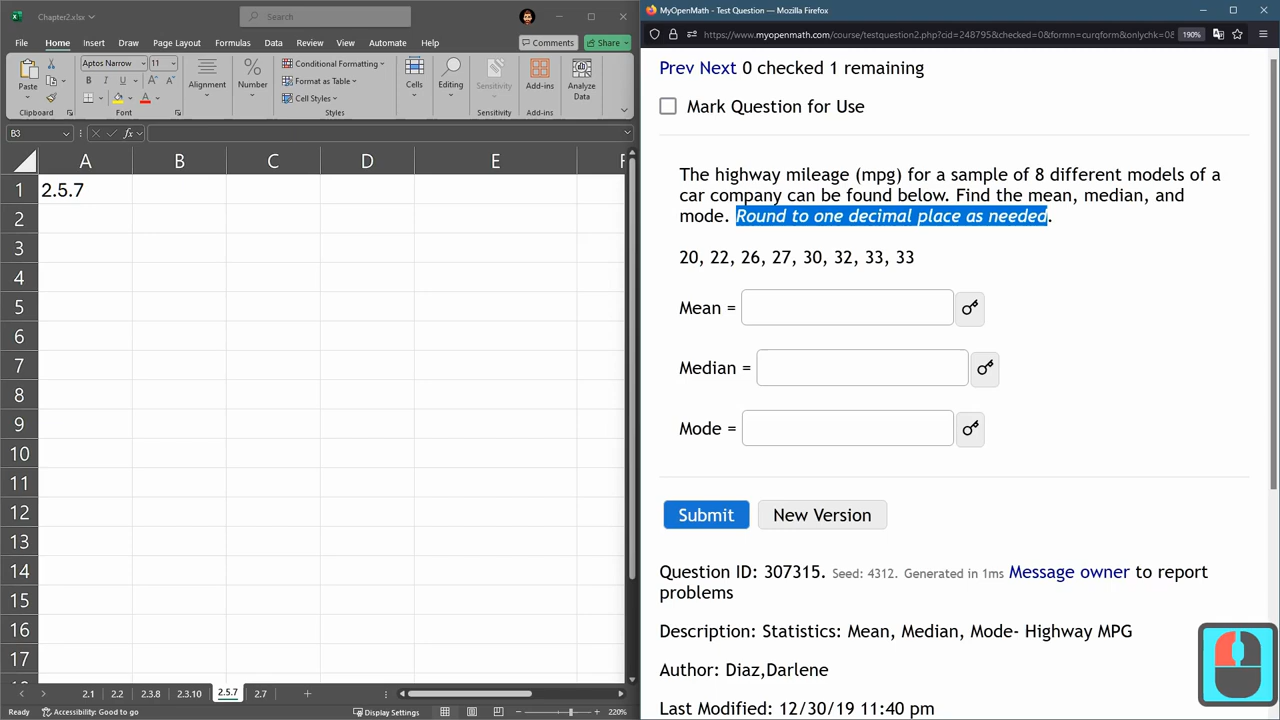 Chapter2.xlsx
Search
File Home Insert Draw Page Layout Formulas Data Review View Automate Help Comments Share
Paste
Clipboard
Aptos Narrow 11
B I U A A
A
Font
Alignment
Number
Conditional Formatting
Format as Table
Cell Styles
Styles
Cells
Editing
Sensitivity
Sensitivity
Add-ins
Add-ins
Analyze
Data
B3 fx
A B C D E F
1 2.5.7
2
3
4
5
6
7
8
9
10
11
12
13
14
15
16
17
2.1 2.2 2.3.8 2.3.10 2.5.7 2.7
Ready Accessibility: Good to go Display Settings 220%
MyOpenMath - Test Question — Mozilla Firefox
https://www.myopenmath.com/course/testquestion2.php?cid=248795&checked=0&formn=curqform&onlychk=0& 190%
Prev Next 0 checked 1 remaining
Mark Question for Use
The highway mileage (mpg) for a sample of 8 different models of a
car company can be found below. Find the mean, median, and
mode. Round to one decimal place as needed.
20, 22, 26, 27, 30, 32, 33, 33
Mean =
Median =
Mode =
Submit New Version
Question ID: 307315. Seed: 4312. Generated in 1ms Message owner to report
problems
Description: Statistics: Mean, Median, Mode- Highway MPG
Author: Diaz,Darlene
Last Modified: 12/30/19 11:40 pm